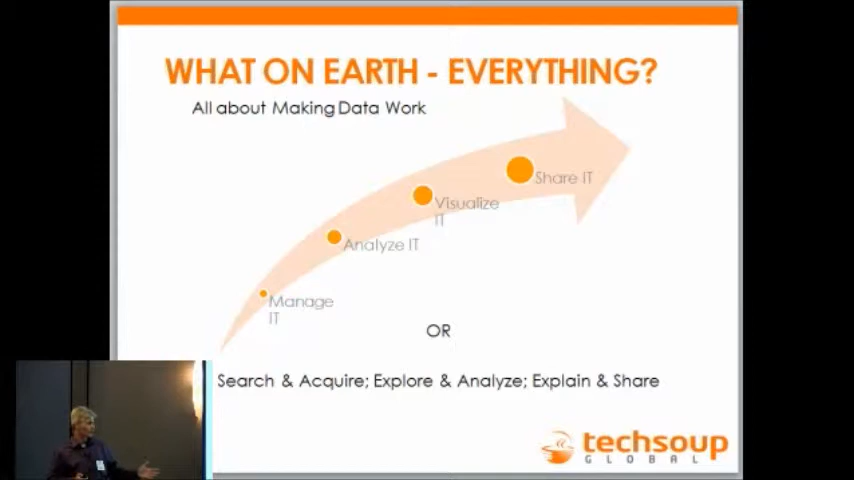 WHAT ON EARTH - EVERYTHING?
All about Making Data Work
Share IT
Visualize
IT
Analyze IT
Manage
IT
OR
Search & Acquire; Explore & Analyze; Explain & Share
techsoup
GLOBAL